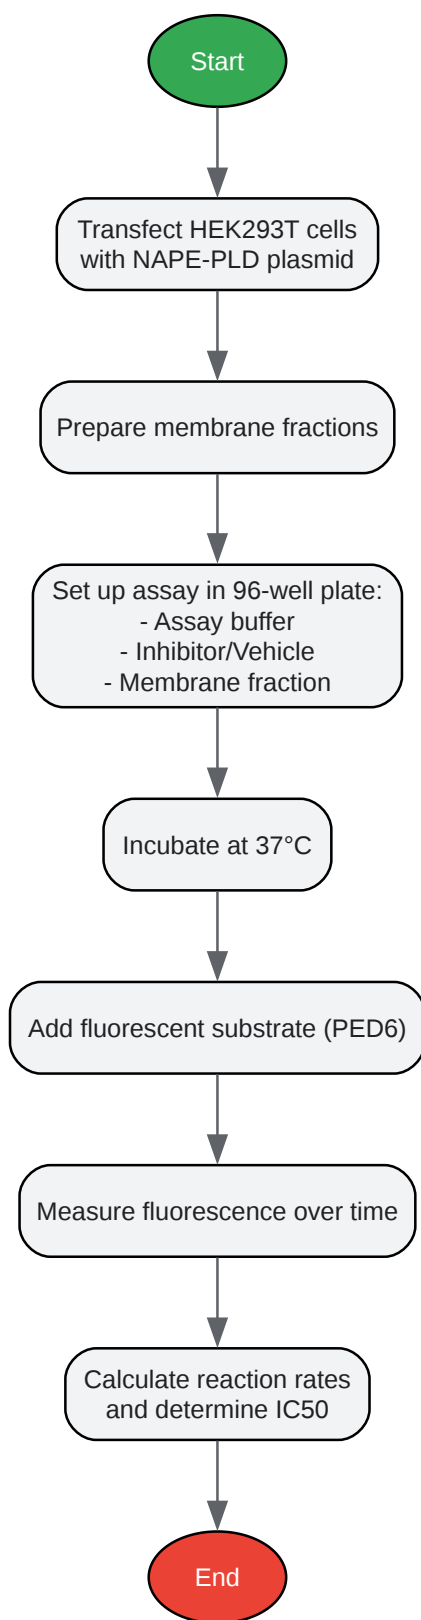 Start
Transfect HEK293T cells
with NAPE-PLD plasmid
Prepare membrane fractions
Set up assay in 96-well plate:
- Assay buffer
- Inhibitor/Vehicle
- Membrane fraction
Incubate at 37°C
Add fluorescent substrate (PED6)
Measure fluorescence over time
Calculate reaction rates
and determine IC50
End